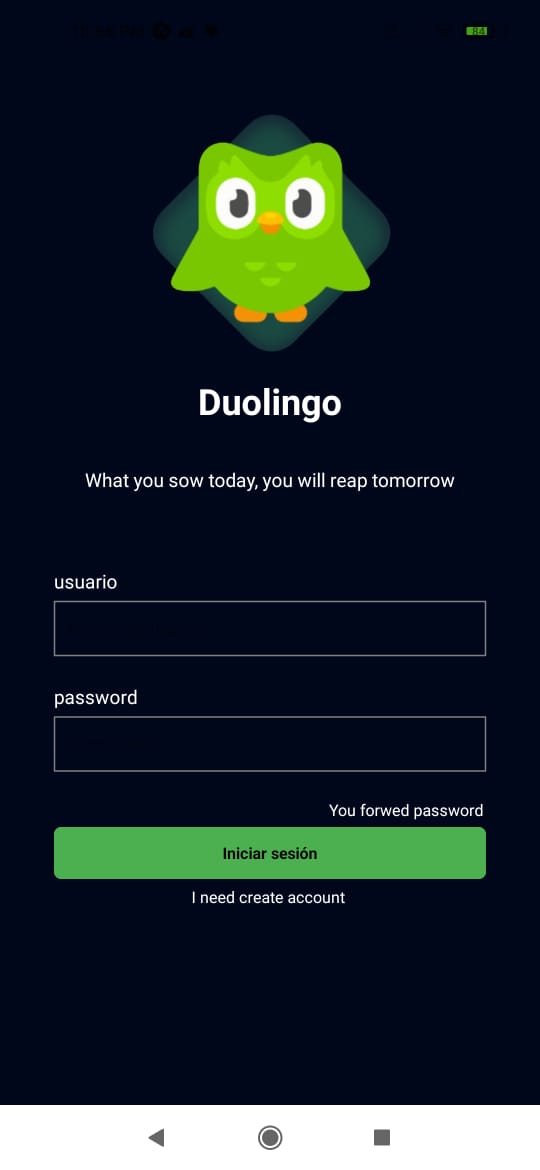 84
Duolingo
What you sow today, you will reap tomorrow
usuario
password
You forwed password
Iniciar sesión
I need create account